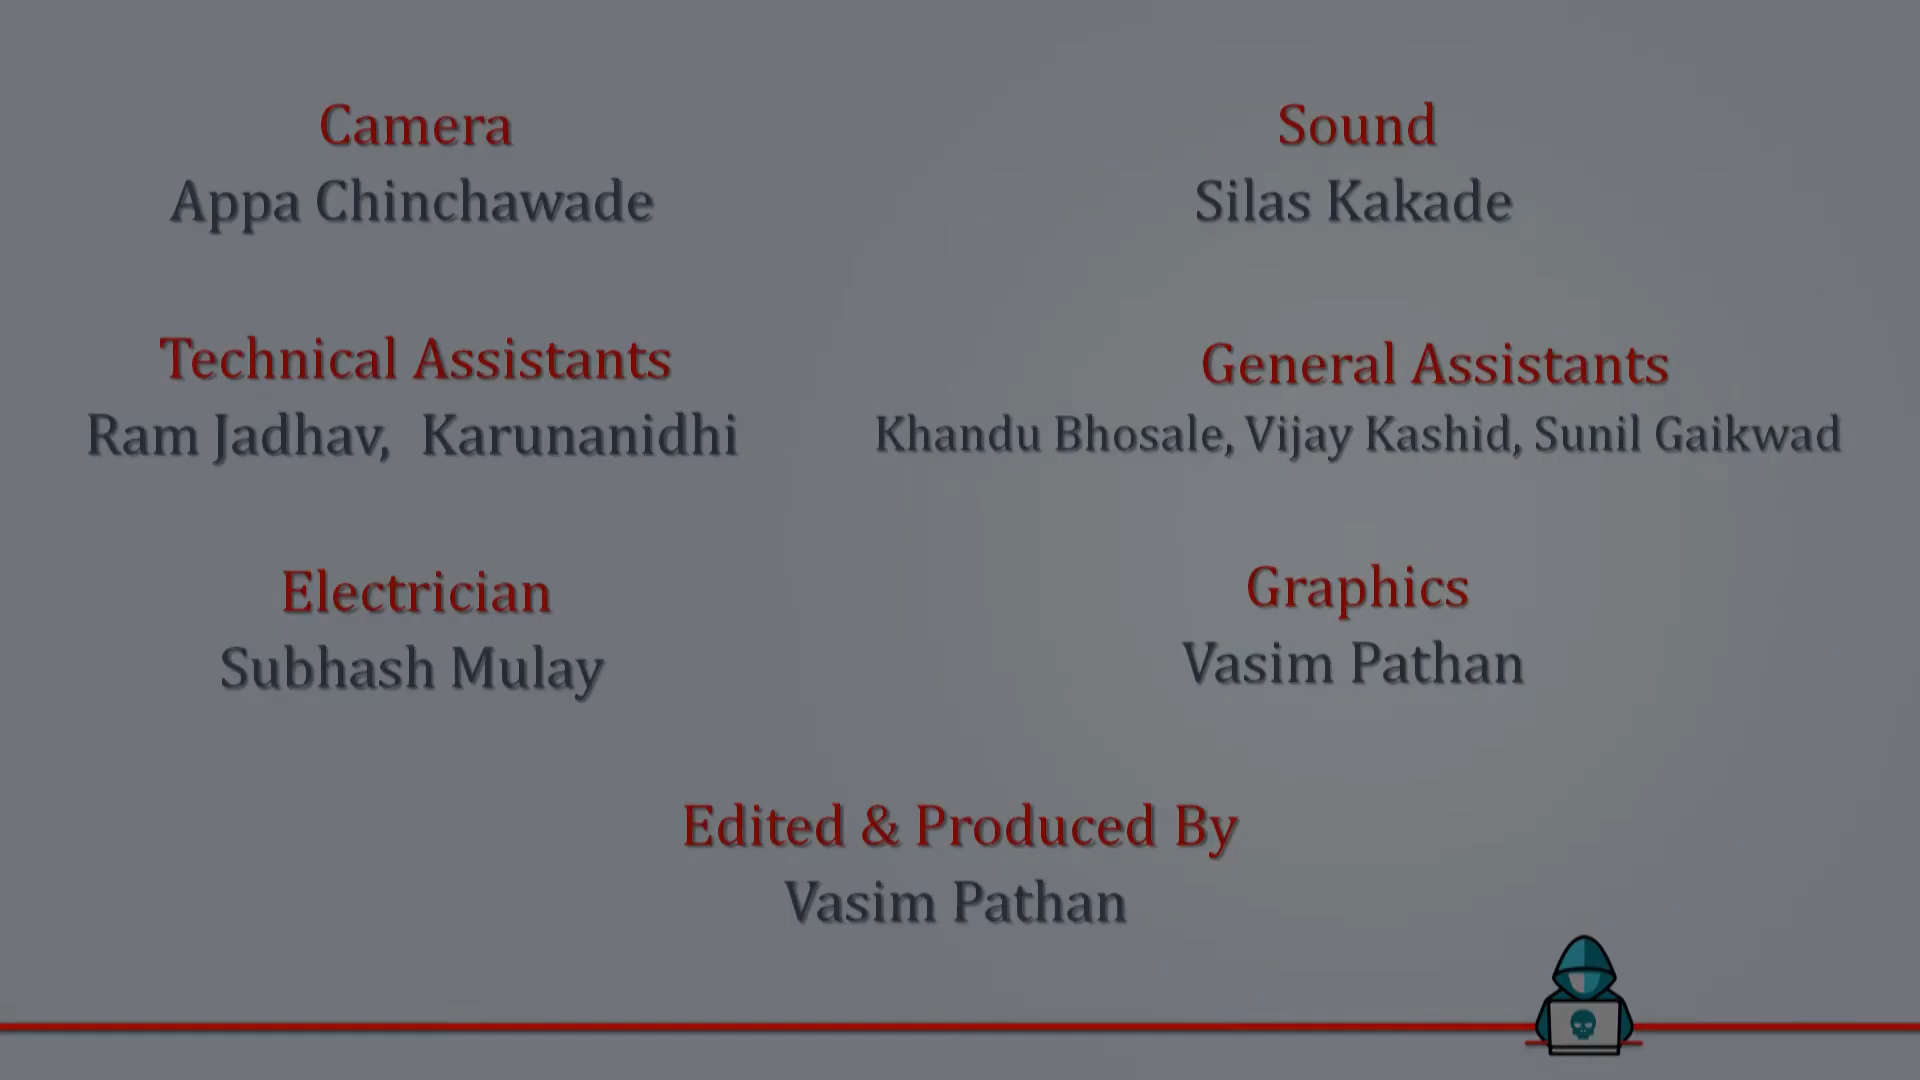 Camera
Appa Chinchawade
Sound
Silas Kakade
Technical Assistants
Ram Jadhav, Karunanidhi
General Assistants
Khandu Bhosale, Vijay Kashid, Sunil Gaikwad
Electrician
Subhash Mulay
Graphics
Vasim Pathan
Edited & Produced By
Vasim Pathan